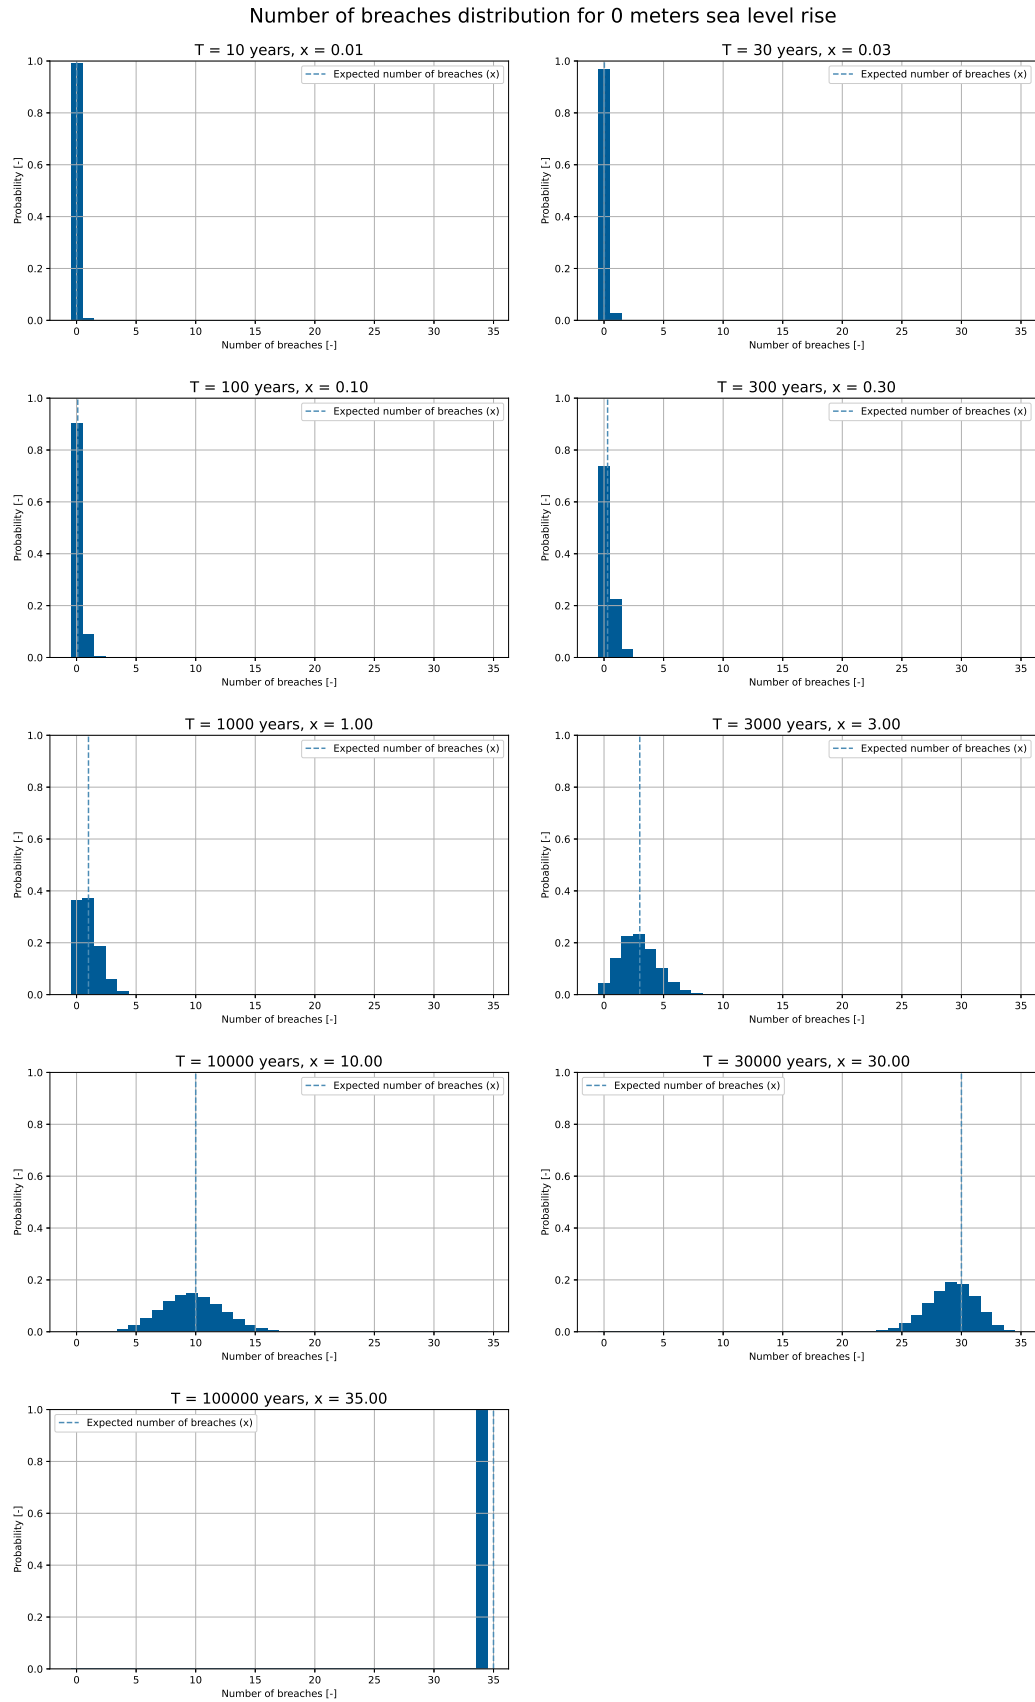 Number of breaches distribution for 0 meters sea level rise
T = 10 years, x = 0.01
Expected number of breaches (x)
Probability [-]
1.0
0.8
0.6
0.4
0.2
0.0
0 5 10 15 20 25 30 35
Number of breaches [-]
T = 30 years, x = 0.03
Expected number of breaches (x)
Probability [-]
1.0
0.8
0.6
0.4
0.2
0.0
0 5 10 15 20 25 30 35
Number of breaches [-]
T = 100 years, x = 0.10
Expected number of breaches (x)
Probability [-]
1.0
0.8
0.6
0.4
0.2
0.0
0 5 10 15 20 25 30 35
Number of breaches [-]
T = 300 years, x = 0.30
Expected number of breaches (x)
Probability [-]
1.0
0.8
0.6
0.4
0.2
0.0
0 5 10 15 20 25 30 35
Number of breaches [-]
T = 1000 years, x = 1.00
Expected number of breaches (x)
Probability [-]
1.0
0.8
0.6
0.4
0.2
0.0
0 5 10 15 20 25 30 35
Number of breaches [-]
T = 3000 years, x = 3.00
Expected number of breaches (x)
Probability [-]
1.0
0.8
0.6
0.4
0.2
0.0
0 5 10 15 20 25 30 35
Number of breaches [-]
T = 10000 years, x = 10.00
Expected number of breaches (x)
Probability [-]
1.0
0.8
0.6
0.4
0.2
0.0
0 5 10 15 20 25 30 35
Number of breaches [-]
T = 30000 years, x = 30.00
Expected number of breaches (x)
Probability [-]
1.0
0.8
0.6
0.4
0.2
0.0
0 5 10 15 20 25 30 35
Number of breaches [-]
T = 100000 years, x = 35.00
Expected number of breaches (x)
Probability [-]
1.0
0.8
0.6
0.4
0.2
0.0
0 5 10 15 20 25 30 35
Number of breaches [-]